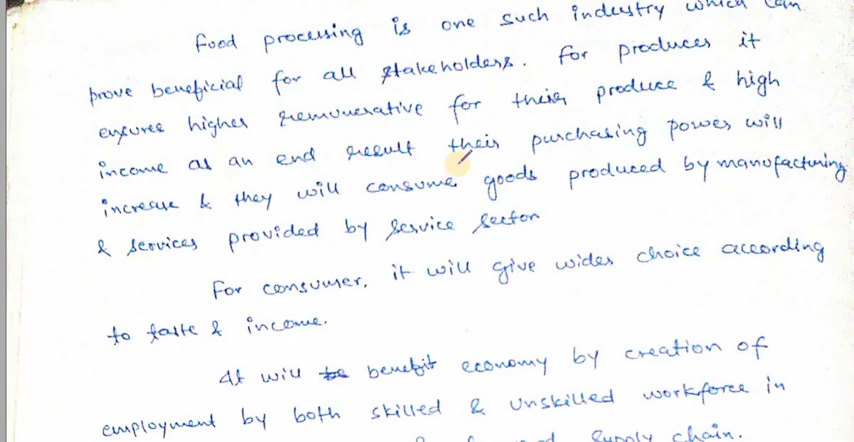 Food processing is one such industry which can
prove beneficial for all stakeholders. For produces it
ensures higher remunerative for their produce & high
income as an end result their purchasing power will
increase & they will consume goods produced by manufacturing
& services provided by service sector
For consumer, it will give wider choice according
to taste & income.
It will be benefit economy by creation of
employment by both skilled & unskilled workforce in
supply chain.